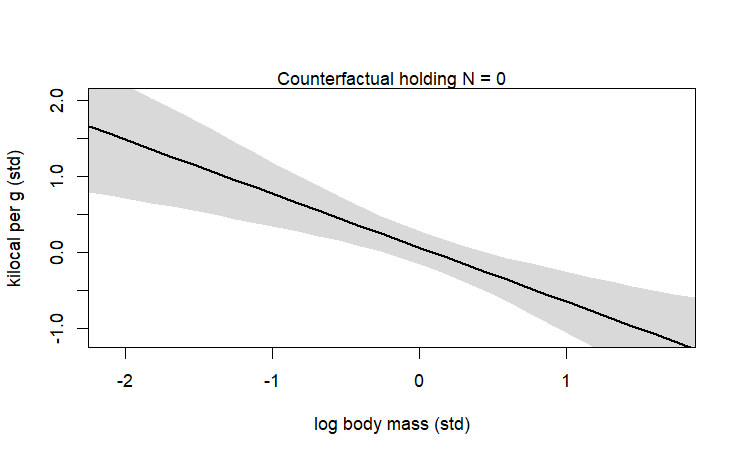 Counterfactual holding N = 0
kilocal per g (std)
2.0
1.0
0.0
-1.0
-2
-1
0
1
log body mass (std)